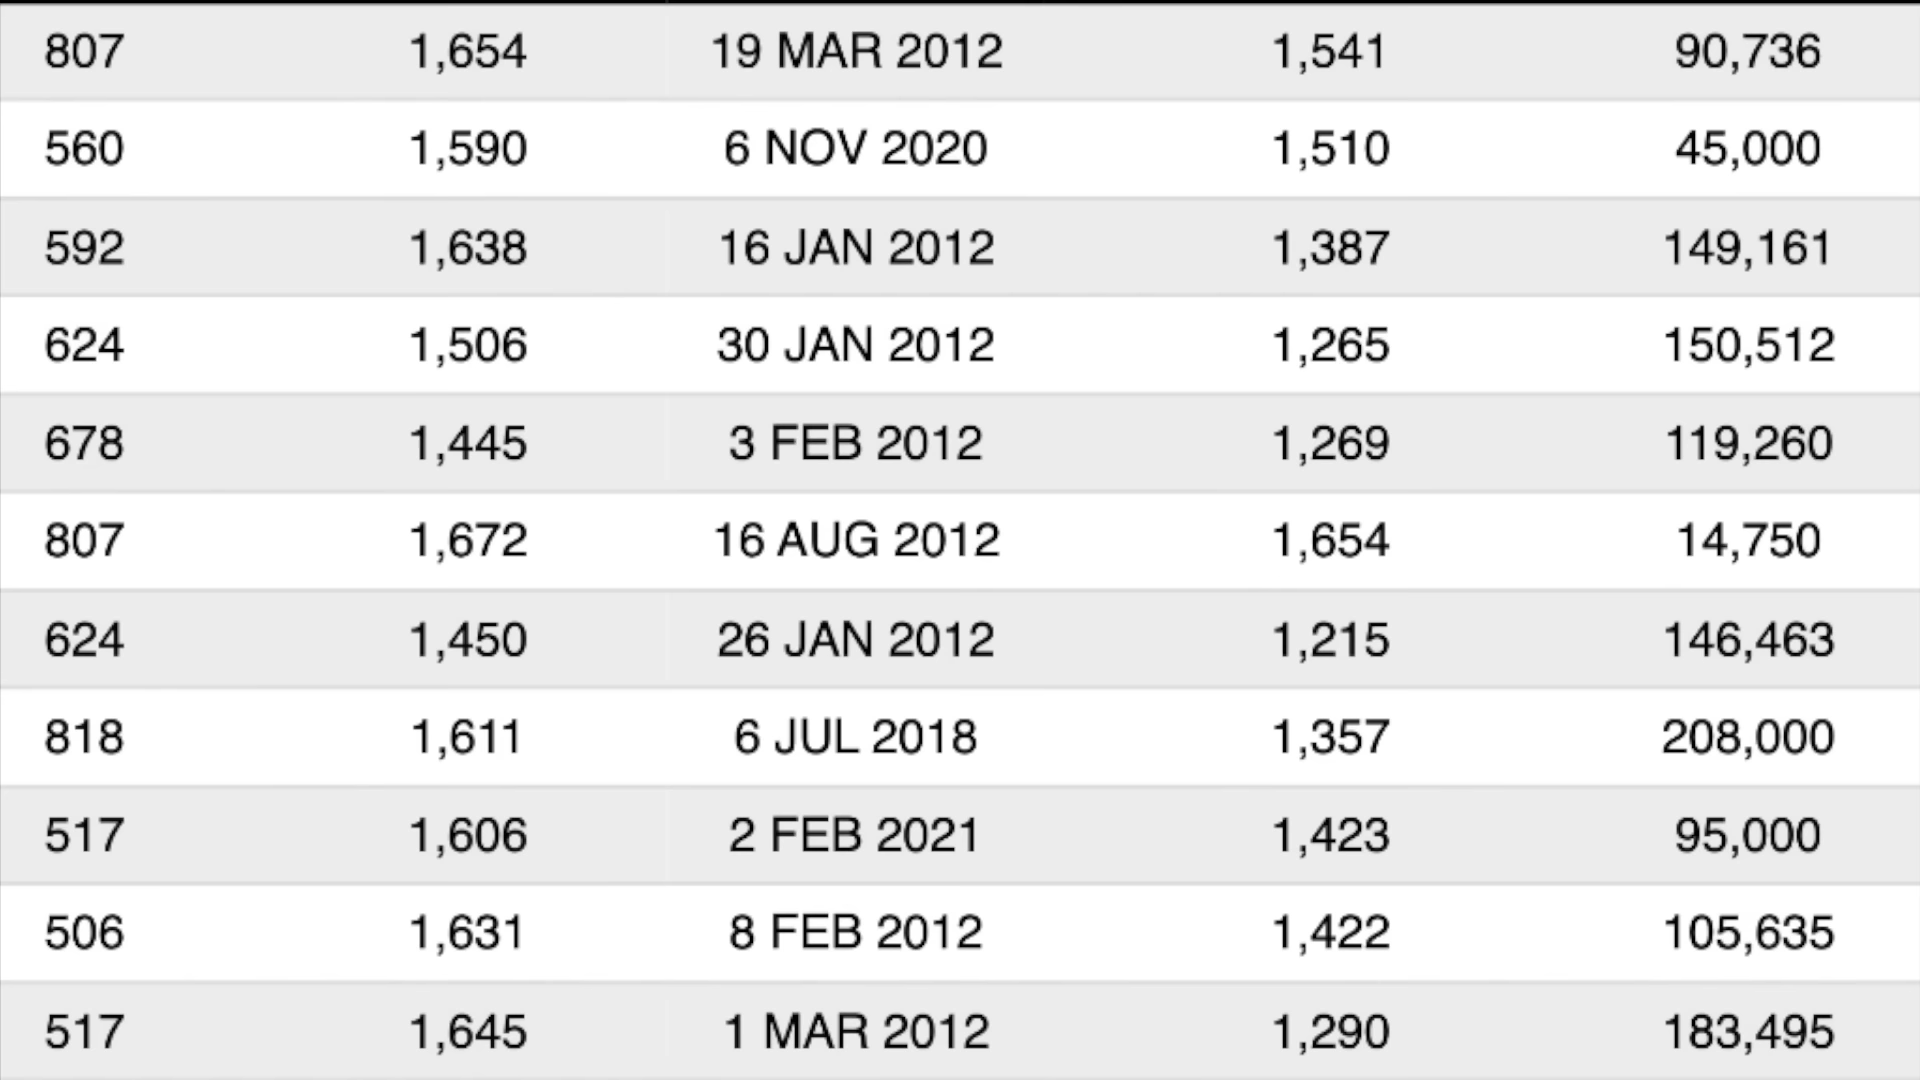 807 1,654 19 MAR 2012 1,541 90,736
560 1,590 6 NOV 2020 1,510 45,000
592 1,638 16 JAN 2012 1,387 149,161
624 1,506 30 JAN 2012 1,265 150,512
678 1,445 3 FEB 2012 1,269 119,260
807 1,672 16 AUG 2012 1,654 14,750
624 1,450 26 JAN 2012 1,215 146,463
818 1,611 6 JUL 2018 1,357 208,000
517 1,606 2 FEB 2021 1,423 95,000
506 1,631 8 FEB 2012 1,422 105,635
517 1,645 1 MAR 2012 1,290 183,495